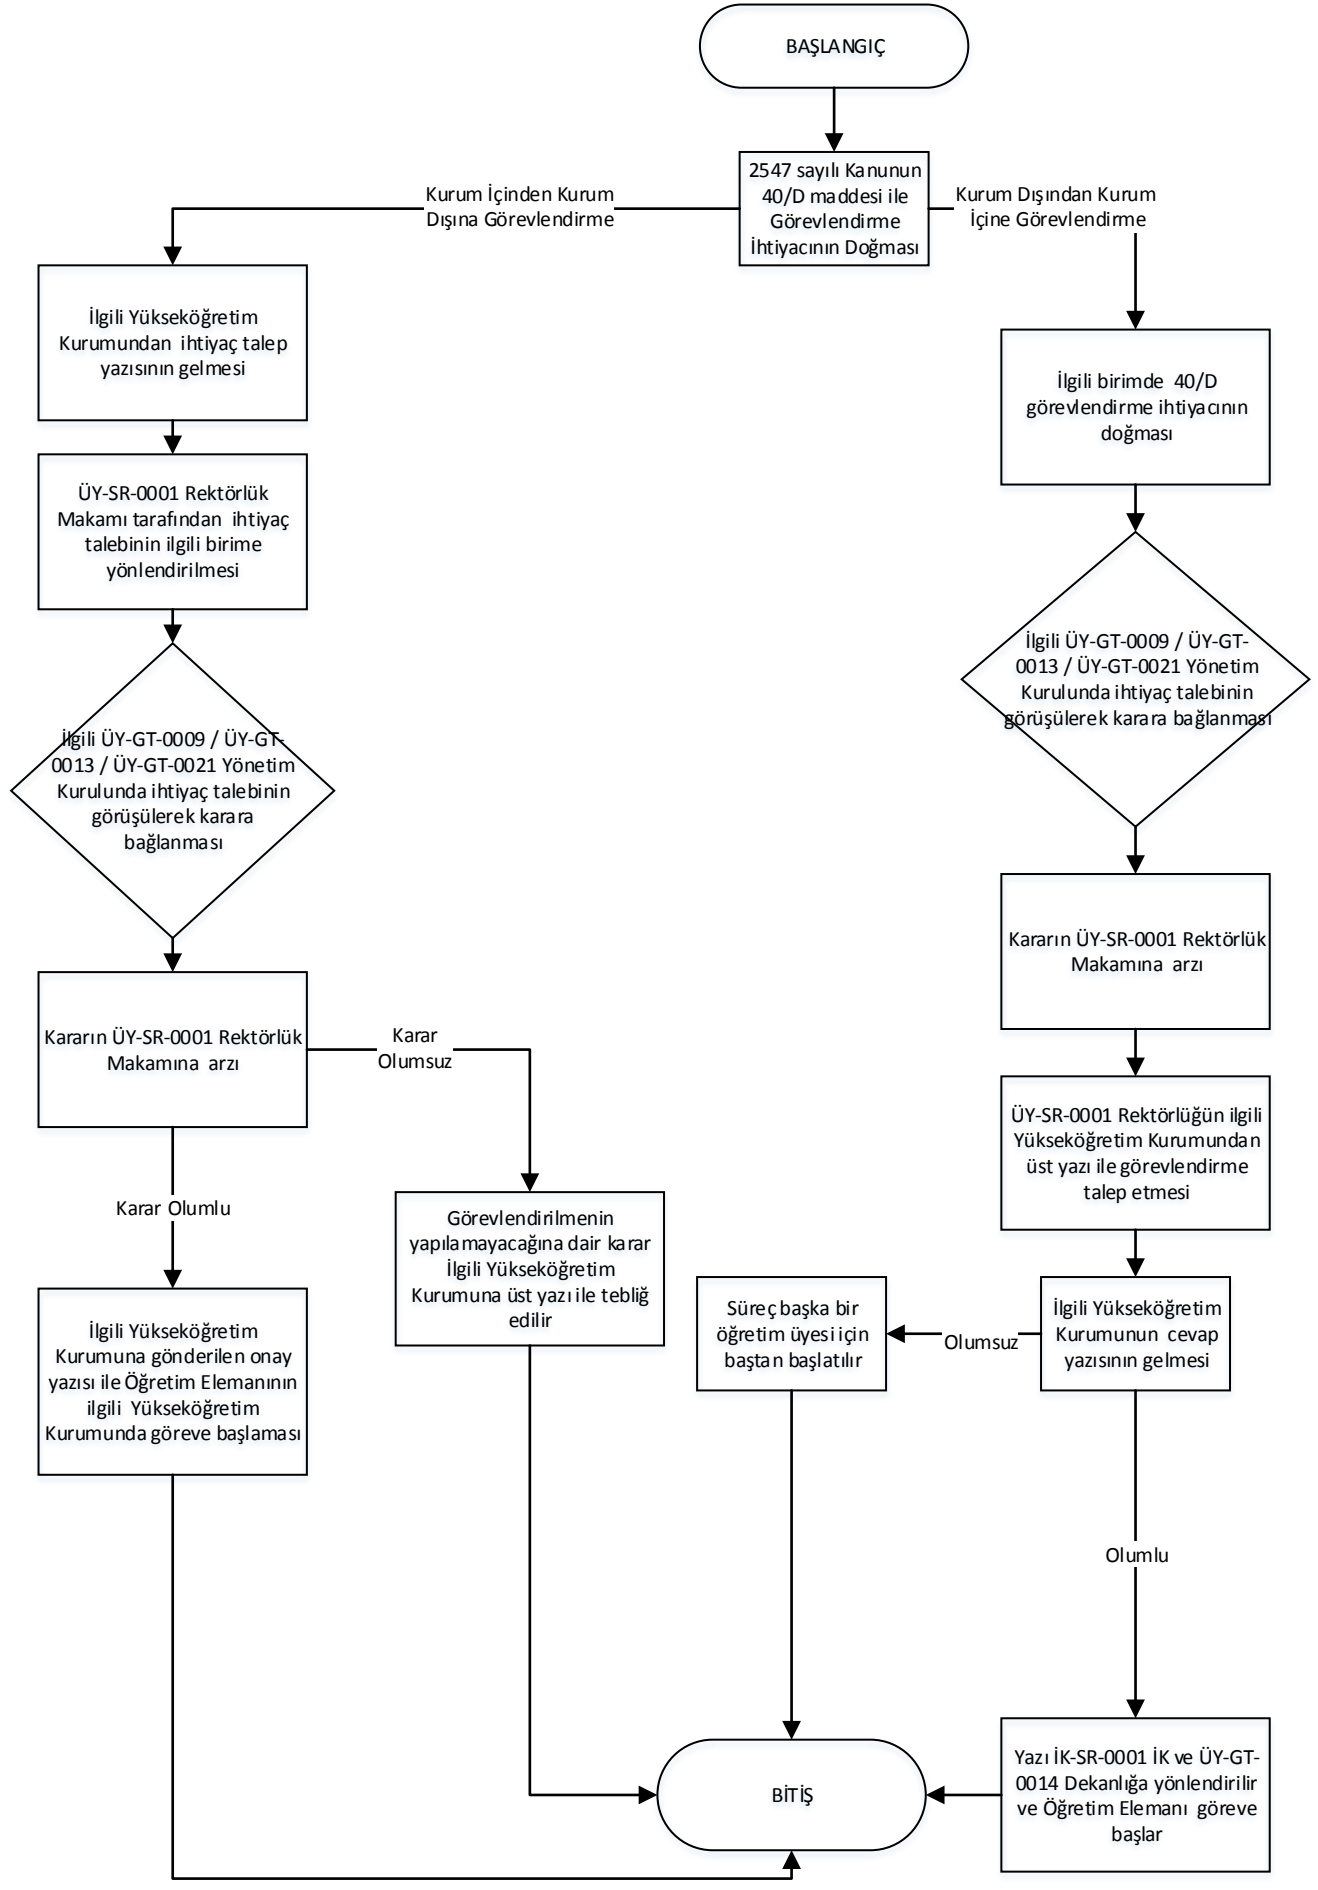 BAŞLANGIÇ
2547 sayılı Kanunun
40/D maddesi ile
Görevlendirme
İhtiyacının Doğması
Kurum İçinden Kurum
Dışına Görevlendirme
Kurum Dışından Kurum
İçine Görevlendirme
İlgili Yükseköğretim
Kurumundan ihtiyaç talep
yazısının gelmesi
ÜY-SR-0001 Rektörlük
Makamı tarafından ihtiyaç
talebinin ilgili birime
yönlendirilmesi
İlgili ÜY-GT-0009 / ÜY-GT-
0013 / ÜY-GT-0021 Yönetim
Kurulunda ihtiyaç talebinin
görüşülerek karara
bağlanması
Kararın ÜY-SR-0001 Rektörlük
Makamına arzı
Karar
Olumsuz
Karar Olumlu
Görevlendirilmenin
yapılamayacağına dair karar
İlgili Yükseköğretim
Kurumuna üst yazı ile tebliğ
edilir
İlgili Yükseköğretim
Kurumuna gönderilen onay
yazısı ile Öğretim Elemanının
ilgili Yükseköğretim
Kurumunda göreve başlaması
İlgili birimde 40/D
görevlendirme ihtiyacının
doğması
İlgili ÜY-GT-0009 / ÜY-GT-
0013 / ÜY-GT-0021 Yönetim
Kurulunda ihtiyaç talebinin
görüşülerek karara bağlanması
Kararın ÜY-SR-0001 Rektörlük
Makamına arzı
ÜY-SR-0001 Rektörlüğün ilgili
Yükseköğretim Kurumundan
üst yazı ile görevlendirme
talep etmesi
İlgili Yükseköğretim
Kurumunun cevap
yazısının gelmesi
Olumsuz
Süreç başka bir
öğretim üyesi için
baştan başlatılır
Olumlu
Yazı İK-SR-0001 İK ve ÜY-GT-
0014 Dekanlığa yönlendirilir
ve Öğretim Elemanı göreve
başlar
BİTİŞ